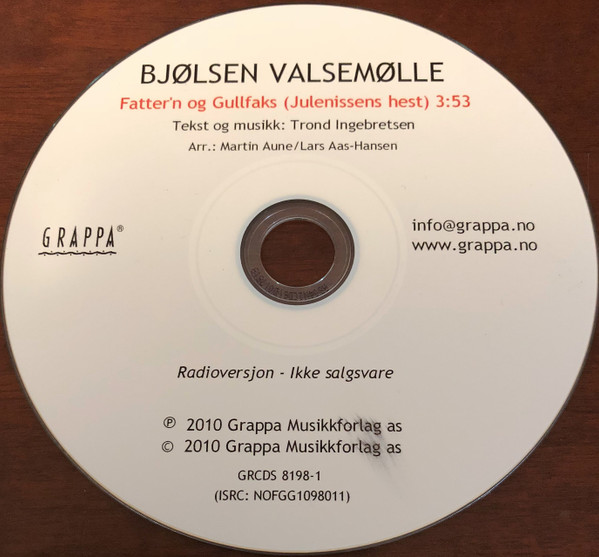 BJØLSEN VALSEMØLLE
Fatter'n og Gullfaks (Julenissens hest) 3:53
Tekst og musikk: Trond Ingebretsen
Arr.: Martin Aune/Lars Aas-Hansen
GRAPPA®
info@grappa.no
www.grappa.no
Radioversjon - Ikke salgsvare
℗ 2010 Grappa Musikkforlag as
© 2010 Grappa Musikkforlag as
GRCDS 8198-1
(ISRC: NOFGG1098011)